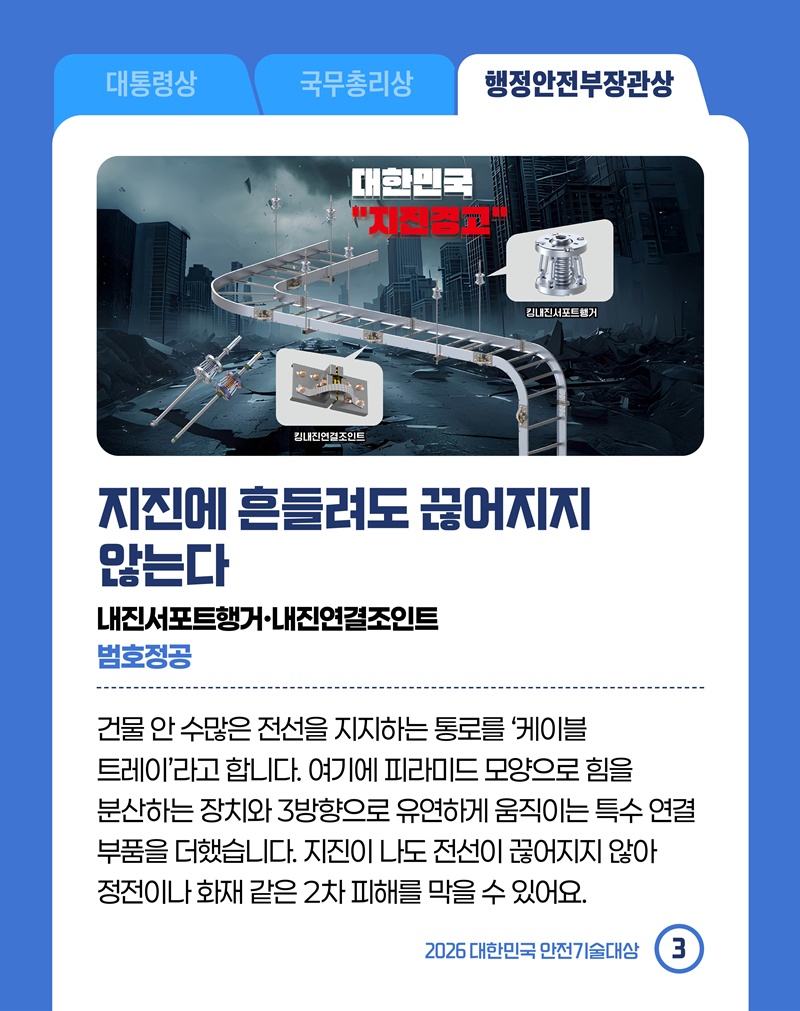 대통령상
국무총리상
행정안전부장관상
대한민국
"지진경고"
킹내진서포트행거
킹내진연결조인트
지진에 흔들려도 끊어지지
않는다
내진서포트행거·내진연결조인트
범호정공
건물 안 수많은 전선을 지지하는 통로를 ‘케이블
트레이’라고 합니다. 여기에 피라미드 모양으로 힘을
분산하는 장치와 3방향으로 유연하게 움직이는 특수 연결
부품을 더했습니다. 지진이 나도 전선이 끊어지지 않아
정전이나 화재 같은 2차 피해를 막을 수 있어요.
2026 대한민국 안전기술대상
3